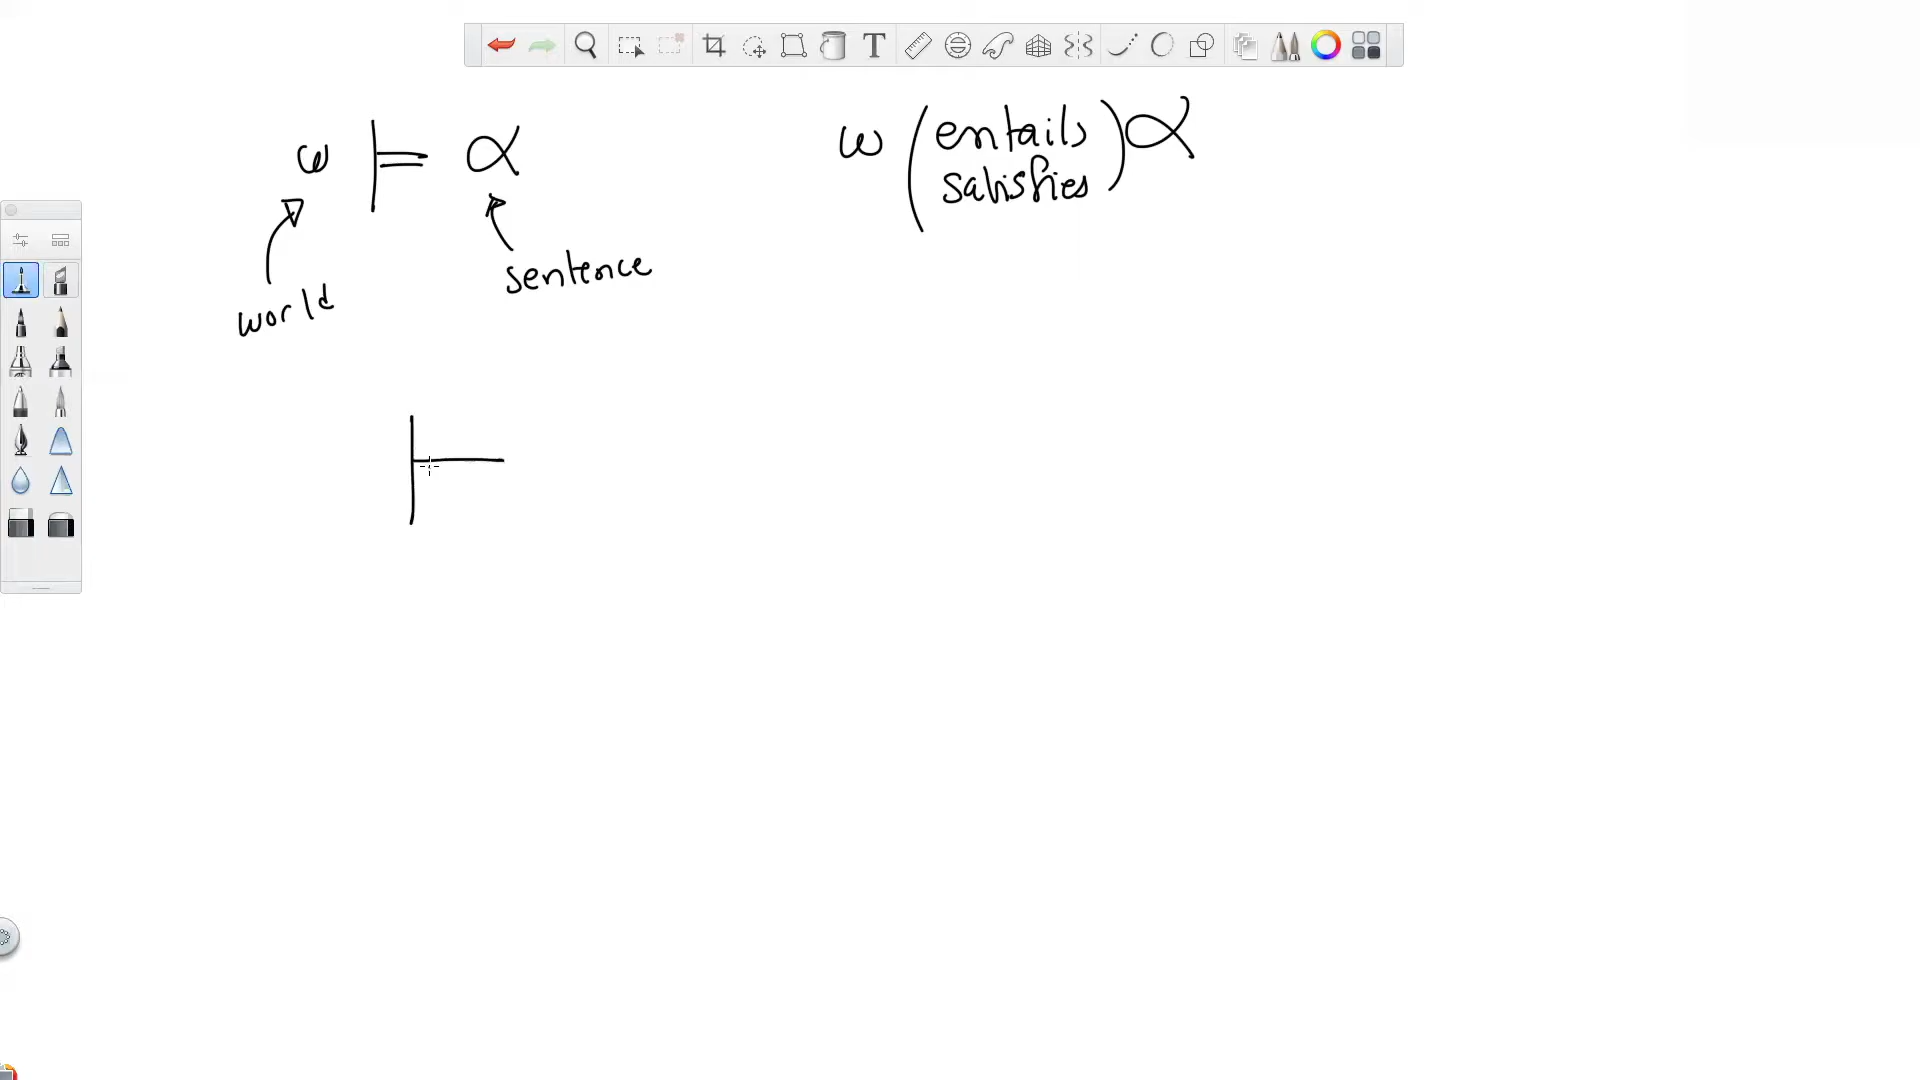 ω ⊨ α
world
sentence
ω (entails satisfies) α
⊢